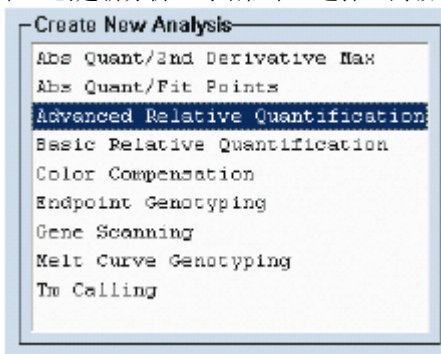 Create New Analysis
Abs Quant/2nd Derivative Max
Abs Quant/Fit Points
Advanced Relative Quantification
Basic Relative Quantification
Color Compensation
Endpoint Genotyping
Gene Scanning
Melt Curve Genotyping
Tm Calling